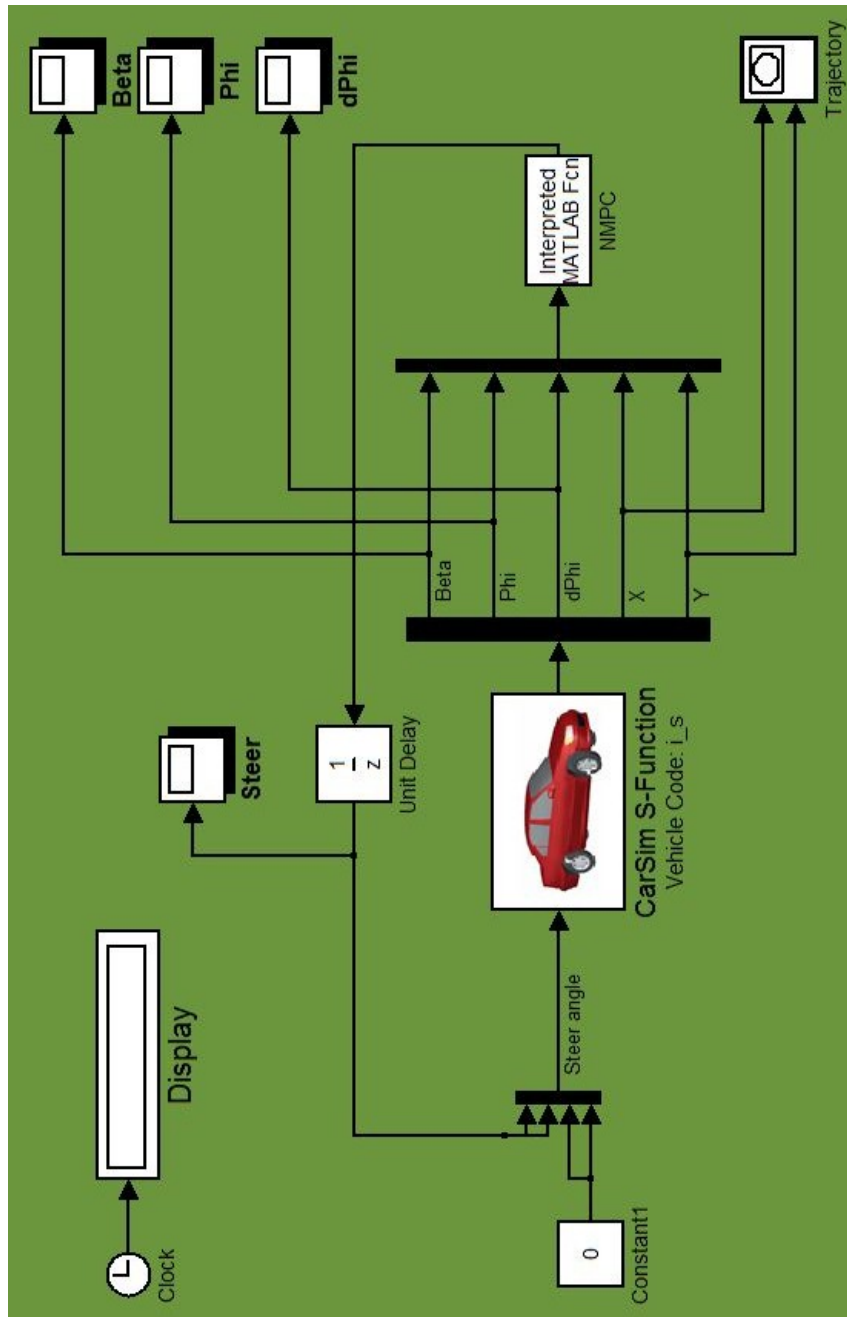 Clock
Display
Steer
Beta
Phi
dPhi
1
z
Unit Delay
Interpreted
MATLAB Fcn
NMPC
0
Constant1
Steer angle
CarSim S-Function
Vehicle Code: i_s
Beta
Phi
dPhi
X
Y
Trajectory